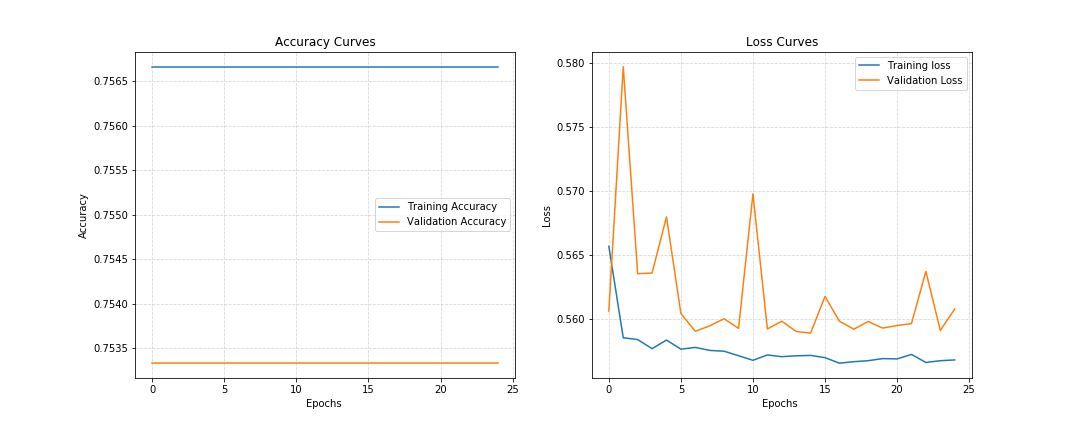 Accuracy Curves
0.7565
0.7560
0.7555
0.7550
0.7545
0.7540
0.7535
Accuracy
Training Accuracy
Validation Accuracy
0 5 10 15 20 25
Epochs
Loss Curves
0.580
0.575
0.570
0.565
0.560
Loss
Training loss
Validation Loss
0 5 10 15 20 25
Epochs